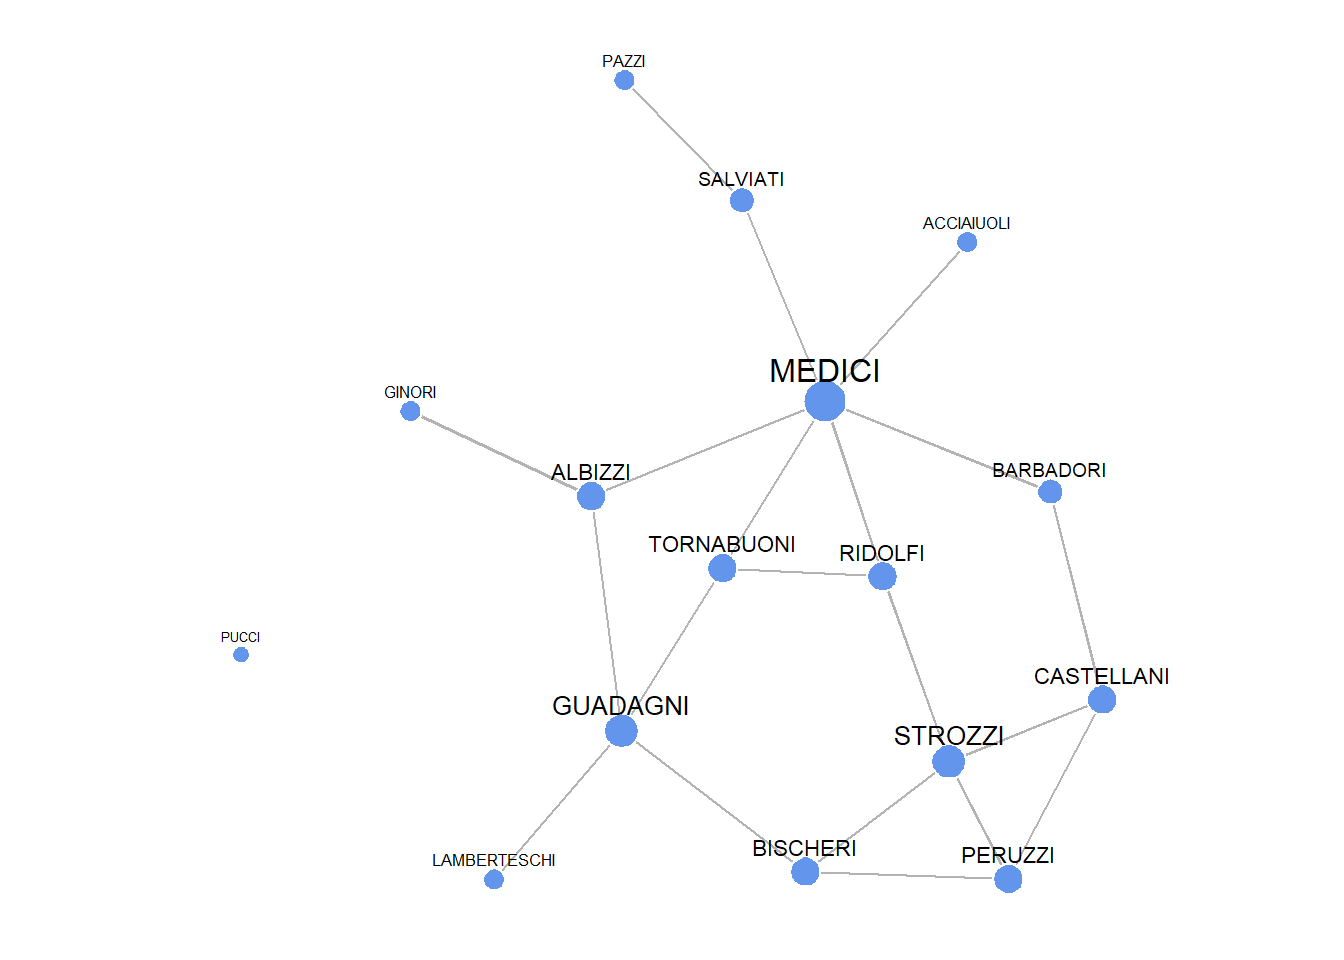 PAZZI
SALVIATI
ACCIAIUOLI
MEDICI
GINORI
ALBIZZI
BARBADORI
TORNABUONI
RIDOLFI
PUCCI
CASTELLANI
GUADAGNI
STROZZI
BISCHERI
PERUZZI
LAMBERTESCHI